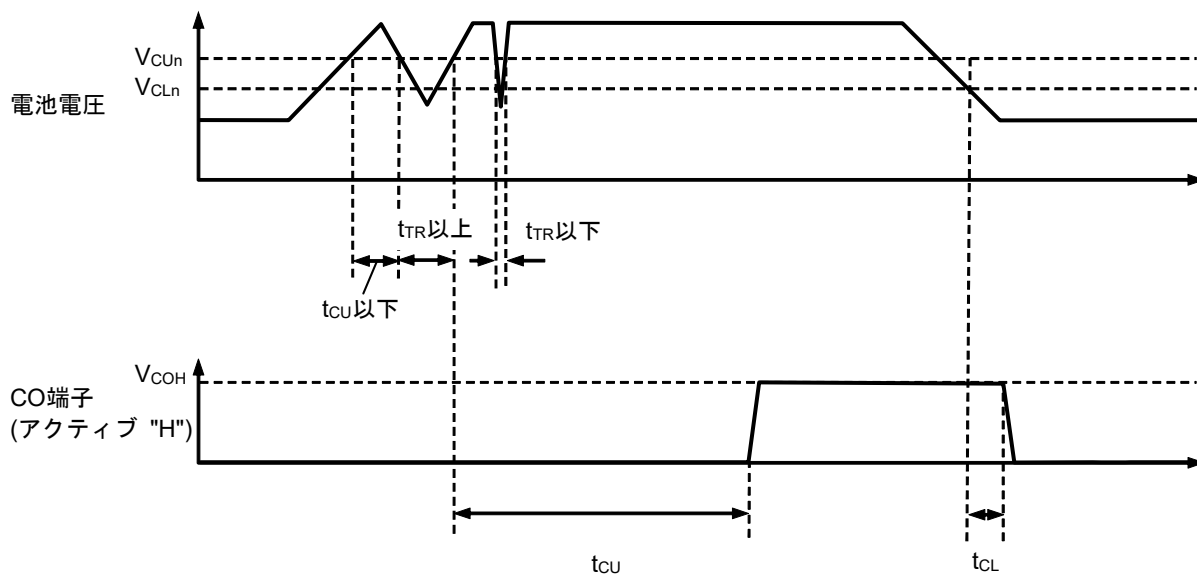 VCUn
VCLn
電池電圧
tTR以上
tTR以下
tCU以下
VCOH
CO端子
(アクティブ "H")
tCU
tCL